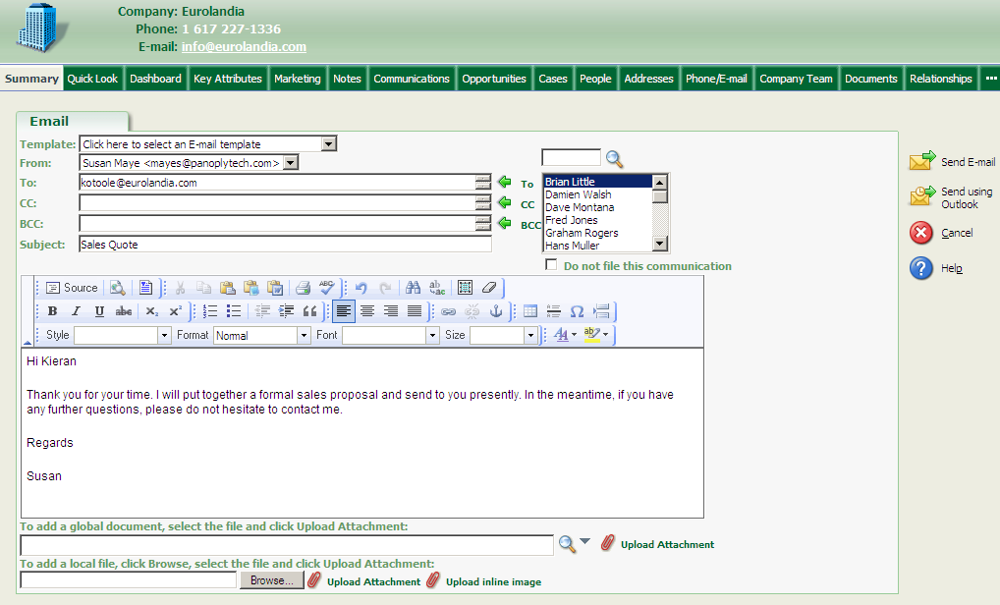 Company: Eurolandia
Phone: 1 617 227-1336
E-mail: info@eurolandia.com
Summary Quick Look Dashboard Key Attributes Marketing Notes Communications Opportunities Cases People Addresses Phone/E-mail Company Team Documents Relationships ...
Email
Template: Click here to select an E-mail template
From: Susan Maye <mayes@panoplytech.com>
To: kotoole@eurolandia.com To
CC: CC
BCC: BCC
Subject: Sales Quote
Brian Little
Damien Walsh
Dave Montana
Fred Jones
Graham Rogers
Hans Muller
Do not file this communication
Send E-mail
Send using
Outlook
Cancel
Help
Source
B I U abc x₂ x²
Style Format Normal Font Size
Hi Kieran
Thank you for your time. I will put together a formal sales proposal and send to you presently. In the meantime, if you have
any further questions, please do not hesitate to contact me.
Regards
Susan
To add a global document, select the file and click Upload Attachment:
Upload Attachment
To add a local file, click Browse, select the file and click Upload Attachment:
Browse... Upload Attachment Upload inline image